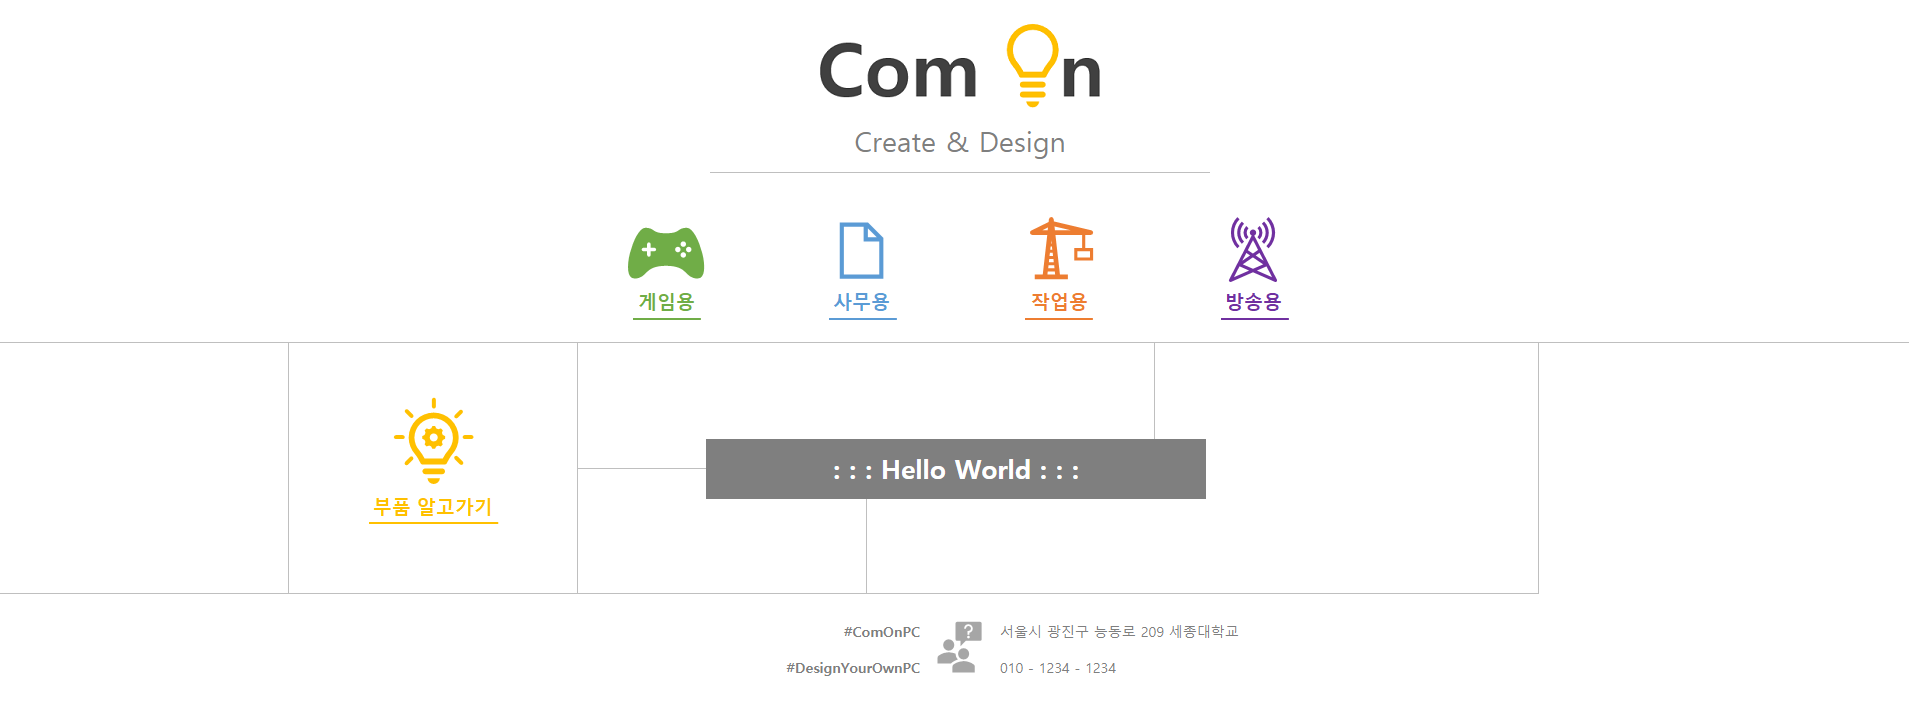 Com On
Create & Design
게임용
사무용
작업용
방송용
부품 알고가기
: : : Hello World : : :
#ComOnPC
서울시 광진구 능동로 209 세종대학교
#DesignYourOwnPC
010 - 1234 - 1234